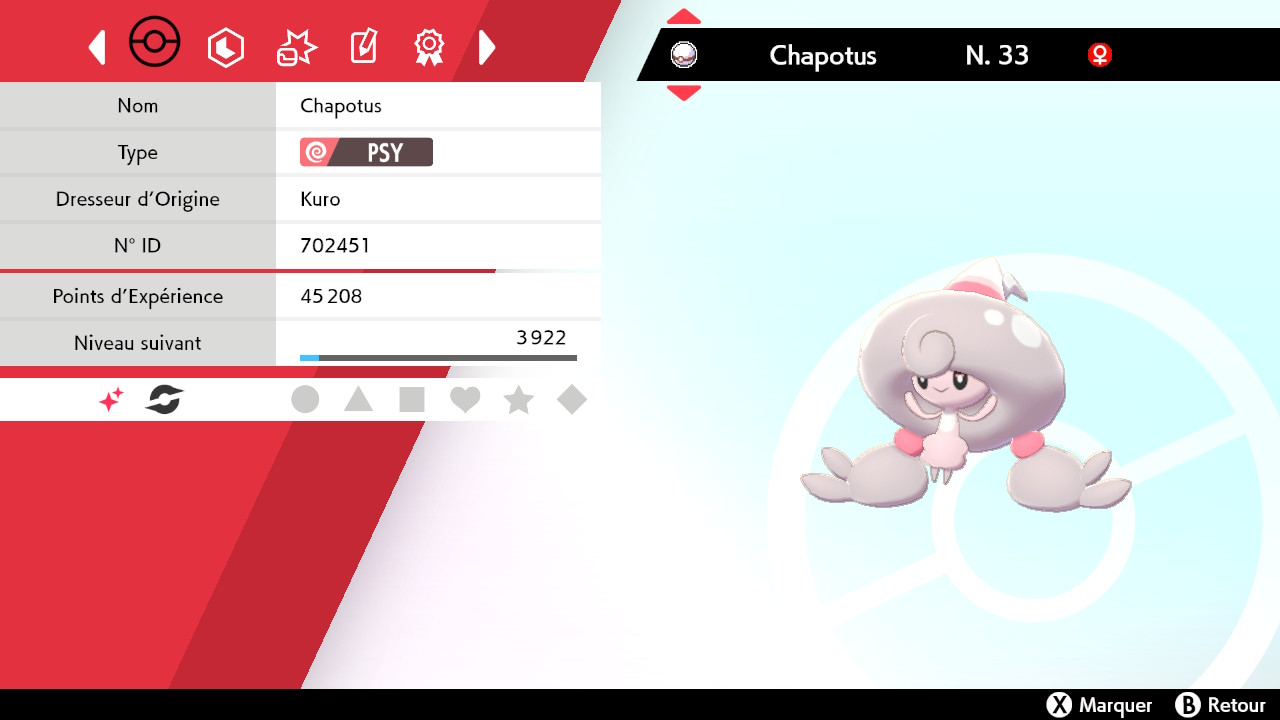 Chapotus N. 33
Nom Chapotus
Type PSY
Dresseur d'Origine Kuro
N° ID 702451
Points d'Expérience 45 208
Niveau suivant 3 922
X Marquer B Retour